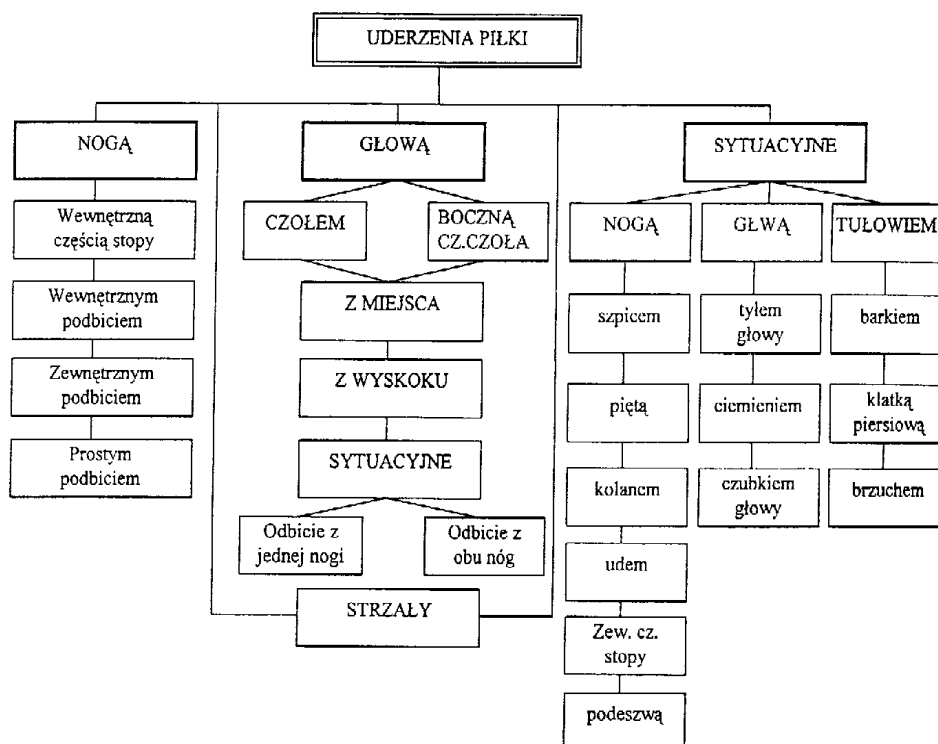 UDERZENIA PIŁKI
NOGĄ
GŁOWĄ
SYTUACYJNE
Wewnętrzną
częścią stopy
Wewnętrznym
podbiciem
Zewnętrznym
podbiciem
Prostym
podbiciem
CZOŁEM
BOCZNĄ
CZ.CZOŁA
Z MIEJSCA
Z WYSKOKU
SYTUACYJNE
Odbicie z
jednej nogi
Odbicie z
obu nóg
STRZAŁY
NOGĄ
szpicem
piętą
kolanem
udem
Zew. cz.
stopy
podeszwą
GŁWĄ
tyłem
głowy
ciemieniem
czubkiem
głowy
TUŁOWIEM
barkiem
klatką
piersiową
brzuchem